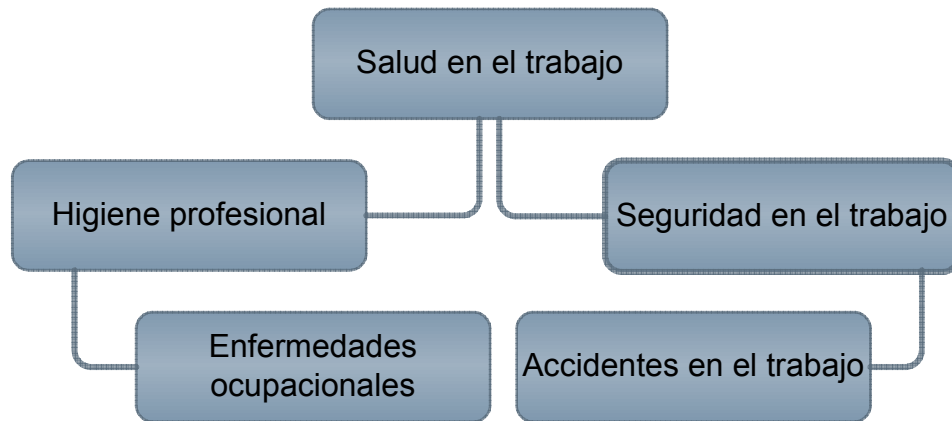 Salud en el trabajo
Higiene profesional
Seguridad en el trabajo
Enfermedades
ocupacionales
Accidentes en el trabajo